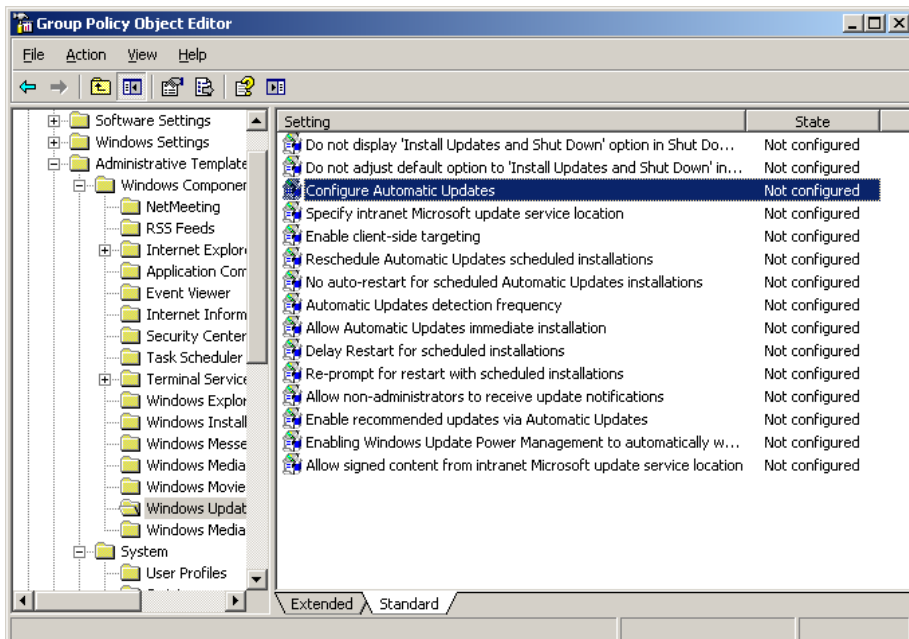 Group Policy Object Editor
File Action View Help
Software Settings
Windows Settings
Administrative Template
Windows Componer
NetMeeting
RSS Feeds
Internet Explor
Application Com
Event Viewer
Internet Inform
Security Center
Task Scheduler
Terminal Service
Windows Explor
Windows Install
Windows Messe
Windows Media
Windows Movie
Windows Updat
Windows Media
System
User Profiles
Setting State
Do not display 'Install Updates and Shut Down' option in Shut Do... Not configured
Do not adjust default option to 'Install Updates and Shut Down' in... Not configured
Configure Automatic Updates Not configured
Specify intranet Microsoft update service location Not configured
Enable client-side targeting Not configured
Reschedule Automatic Updates scheduled installations Not configured
No auto-restart for scheduled Automatic Updates installations Not configured
Automatic Updates detection frequency Not configured
Allow Automatic Updates immediate installation Not configured
Delay Restart for scheduled installations Not configured
Re-prompt for restart with scheduled installations Not configured
Allow non-administrators to receive update notifications Not configured
Enable recommended updates via Automatic Updates Not configured
Enabling Windows Update Power Management to automatically w... Not configured
Allow signed content from intranet Microsoft update service location Not configured
Extended Standard